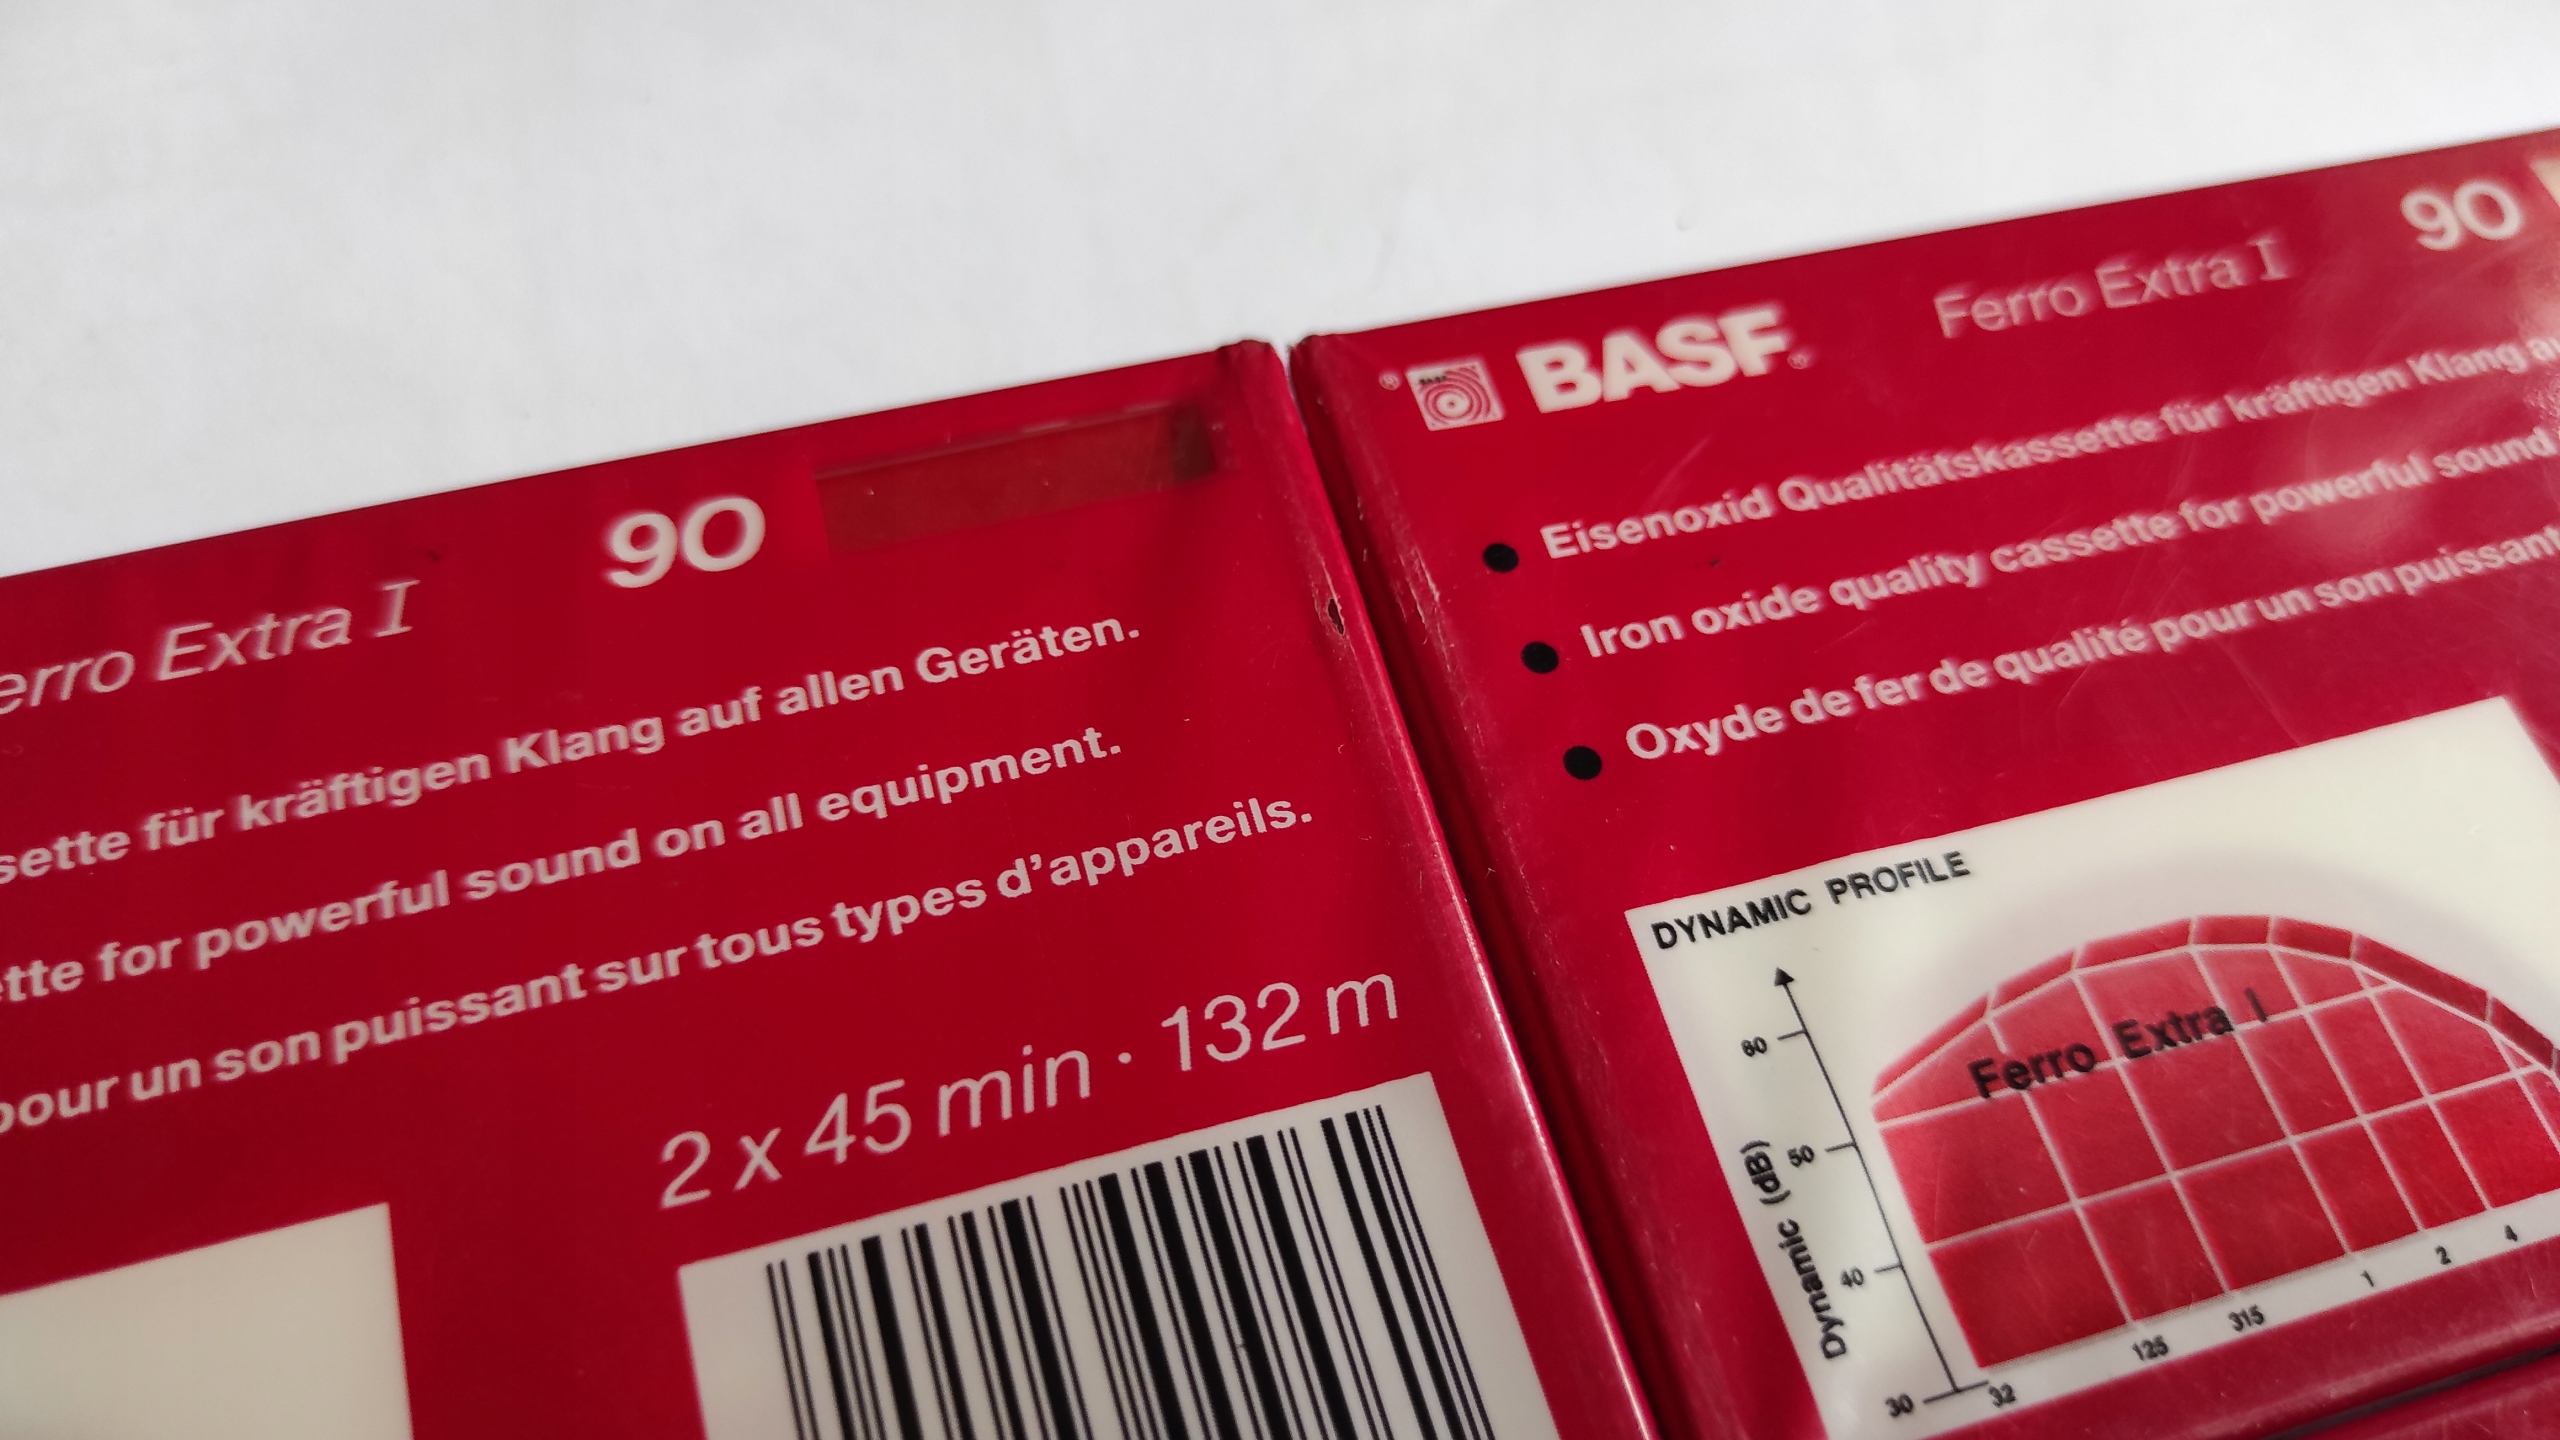 erro Extra I 90
sette für kräftigen Klang auf allen Geräten.
ette for powerful sound on all equipment.
pour un son puissant sur tous types d'appareils.
2 x 45 min · 132 m
® BASF® Ferro Extra I 90
● Eisenoxid Qualitätskassette für kräftigen Klang au
● Iron oxide quality cassette for powerful sound
● Oxyde de fer de qualité pour un son puissant
DYNAMIC PROFILE
Ferro Extra I
Dynamic (dB)
60
50
40
30
32 125 315 1 2 4